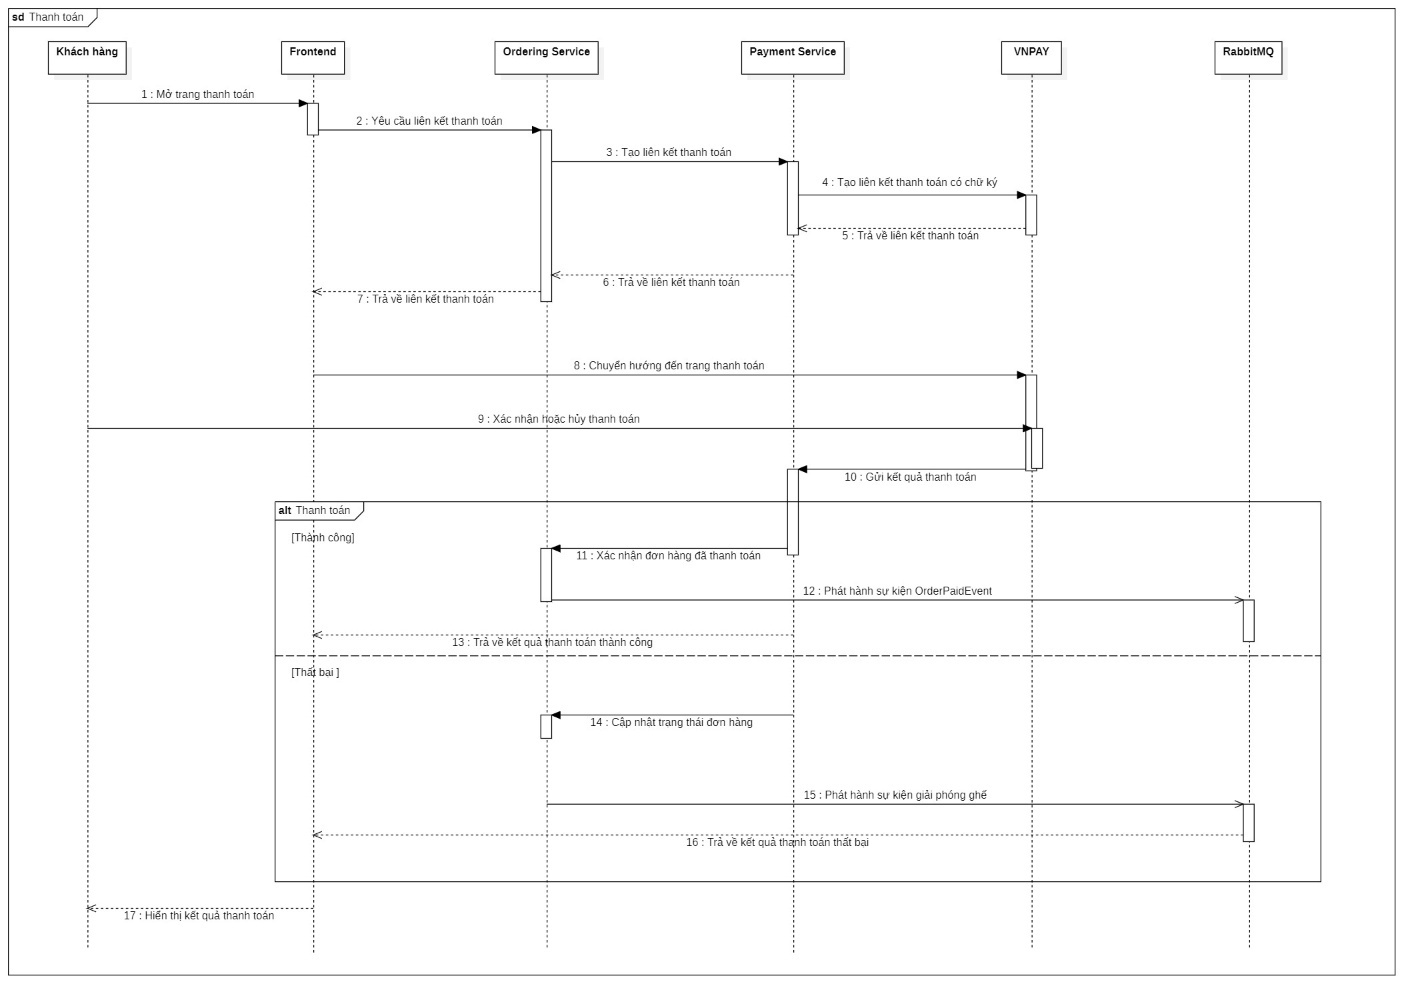 sd Thanh toán
Khách hàng
Frontend
Ordering Service
Payment Service
VNPAY
RabbitMQ
1 : Mở trang thanh toán
2 : Yêu cầu liên kết thanh toán
3 : Tạo liên kết thanh toán
4 : Tạo liên kết thanh toán có chữ ký
5 : Trả về liên kết thanh toán
6 : Trả về liên kết thanh toán
7 : Trả về liên kết thanh toán
8 : Chuyển hướng đến trang thanh toán
9 : Xác nhận hoặc hủy thanh toán
10 : Gửi kết quả thanh toán
alt Thanh toán
[Thành công]
11 : Xác nhận đơn hàng đã thanh toán
12 : Phát hành sự kiện OrderPaidEvent
13 : Trả về kết quả thanh toán thành công
[Thất bại ]
14 : Cập nhật trạng thái đơn hàng
15 : Phát hành sự kiện giải phóng ghế
16 : Trả về kết quả thanh toán thất bại
17 : Hiển thị kết quả thanh toán